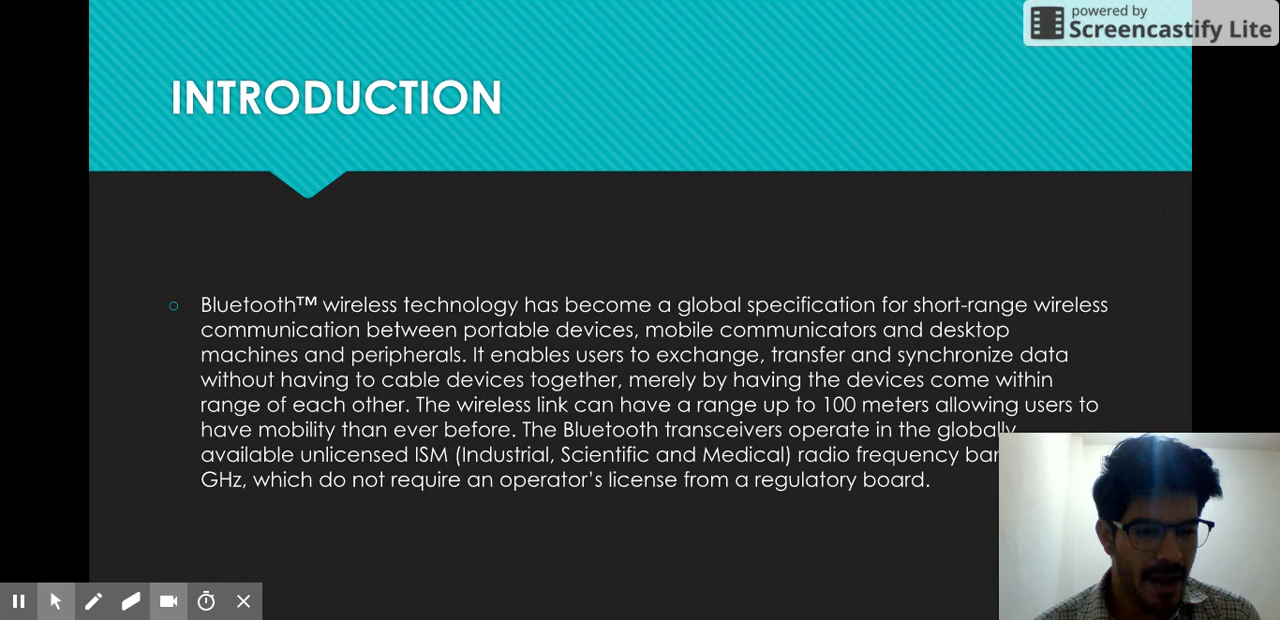 powered by
Screencastify Lite
INTRODUCTION
Bluetooth™ wireless technology has become a global specification for short-range wireless
communication between portable devices, mobile communicators and desktop
machines and peripherals. It enables users to exchange, transfer and synchronize data
without having to cable devices together, merely by having the devices come within
range of each other. The wireless link can have a range up to 100 meters allowing users to
have mobility than ever before. The Bluetooth transceivers operate in the globally
available unlicensed ISM (Industrial, Scientific and Medical) radio frequency
GHz, which do not require an operator’s license from a regulatory board.